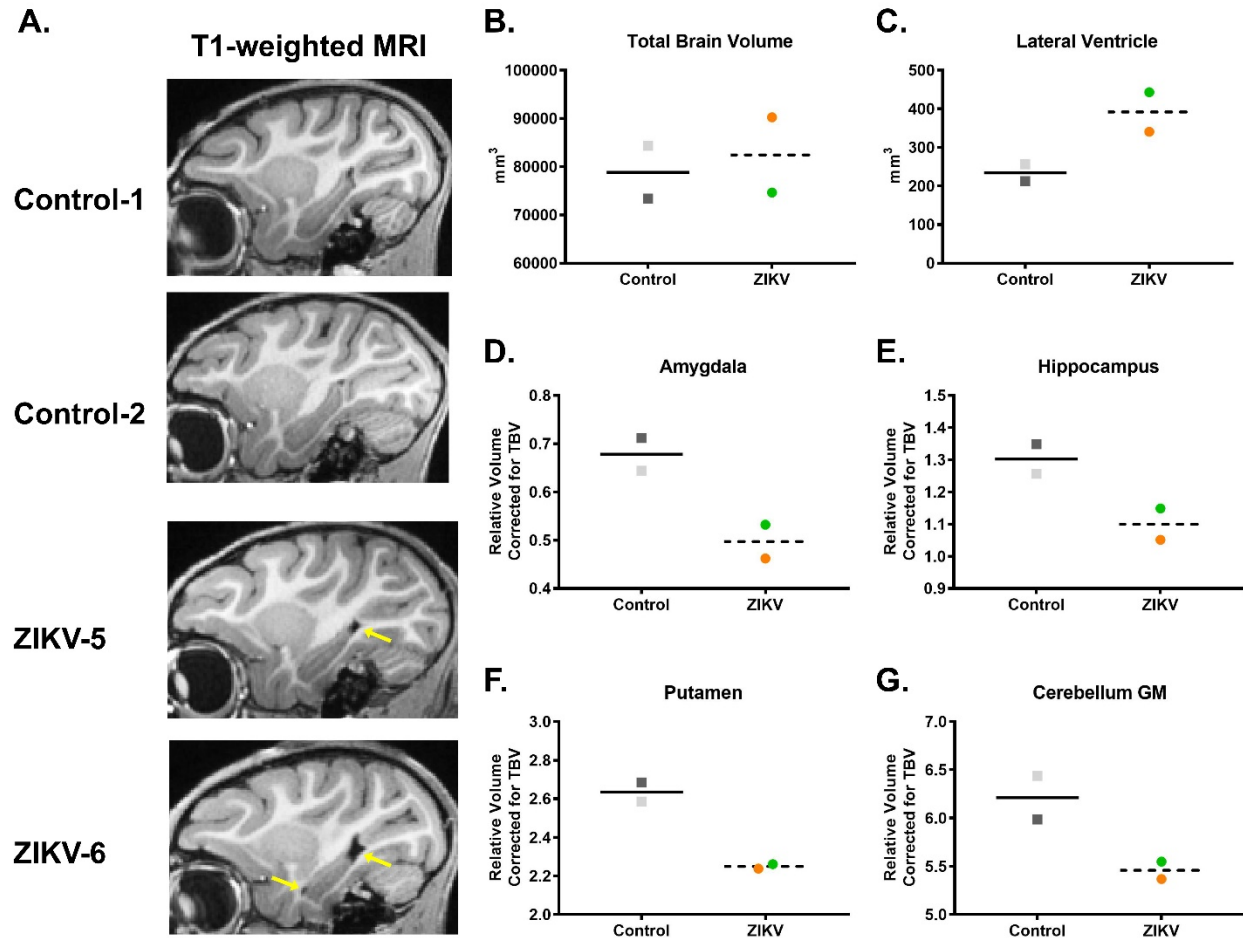 A.
T1-weighted MRI
Control-1
Control-2
ZIKV-5
ZIKV-6
B.
Total Brain Volume
mm³
100000
90000
80000
70000
60000
Control
ZIKV
C.
Lateral Ventricle
mm³
500
400
300
200
100
0
Control
ZIKV
D.
Amygdala
Relative Volume
Corrected for TBV
0.8
0.7
0.6
0.5
0.4
Control
ZIKV
E.
Hippocampus
Relative Volume
Corrected for TBV
1.5
1.4
1.3
1.2
1.1
1.0
0.9
Control
ZIKV
F.
Putamen
Relative Volume
Corrected for TBV
3.0
2.8
2.6
2.4
2.2
2.0
Control
ZIKV
G.
Cerebellum GM
Relative Volume
Corrected for TBV
7.0
6.5
6.0
5.5
5.0
Control
ZIKV